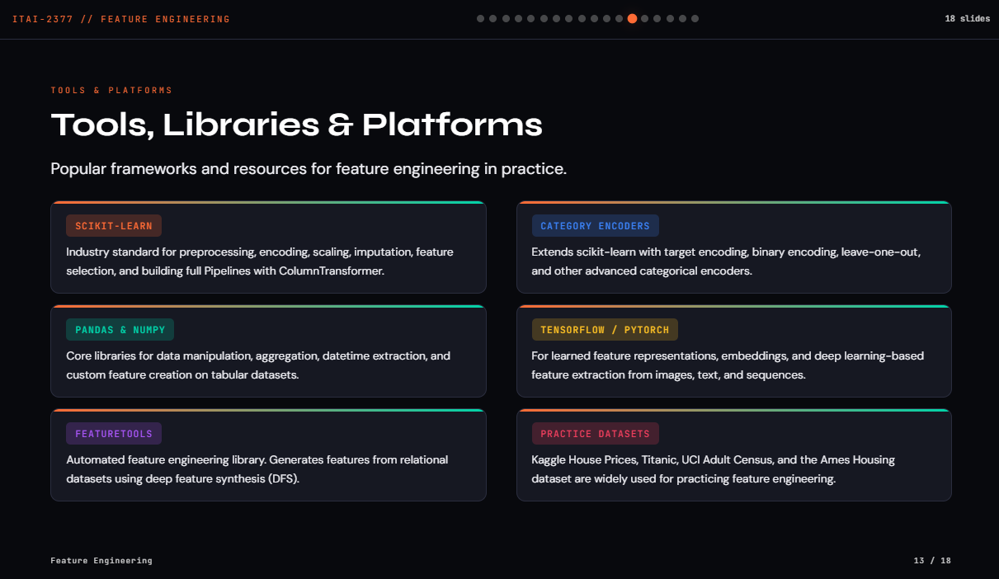 ITAI-2377 // FEATURE ENGINEERING
18 slides
TOOLS & PLATFORMS
Tools, Libraries & Platforms
Popular frameworks and resources for feature engineering in practice.
SCIKIT-LEARN
Industry standard for preprocessing, encoding, scaling, imputation, feature
selection, and building full Pipelines with ColumnTransformer.
CATEGORY ENCODERS
Extends scikit-learn with target encoding, binary encoding, leave-one-out,
and other advanced categorical encoders.
PANDAS & NUMPY
Core libraries for data manipulation, aggregation, datetime extraction, and
custom feature creation on tabular datasets.
TENSORFLOW / PYTORCH
For learned feature representations, embeddings, and deep learning-based
feature extraction from images, text, and sequences.
FEATURETOOLS
Automated feature engineering library. Generates features from relational
datasets using deep feature synthesis (DFS).
PRACTICE DATASETS
Kaggle House Prices, Titanic, UCI Adult Census, and the Ames Housing
dataset are widely used for practicing feature engineering.
Feature Engineering
13 / 18